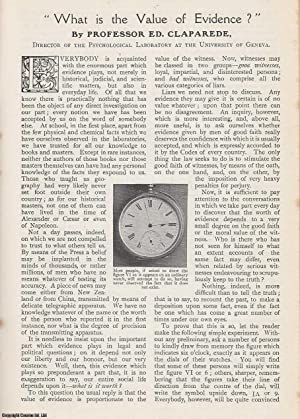 "What is the Value of Evidence?"
By PROFESSOR ED. CLAPAREDE,
DIRECTOR OF THE PSYCHOLOGICAL LABORATORY AT THE UNIVERSITY OF GENEVA.
EVERYBODY is acquainted
with the enormous part which
evidence plays, not merely in
historical, judicial, and scien-
tific matters, but also in
everyday life. Of all that we
know there is practically nothing that has
been the object of any direct investigation on
our part; every notion we have has been
accepted by us on the word of somebody
else. At school, in the first place, apart from
the few physical and chemical facts which we
ourselves observed in the laboratories,
we have trusted for all our knowledge to
books and masters. Except in rare instances,
neither the authors of those books nor those
masters themselves can have had any personal
knowledge of the facts they expound to us.
Those who taught us geo-
graphy had very likely never
set foot outside their own
country; as for our historical
masters, not one of them can
have lived in the time of
Alexander or Cæsar or even
of Napoleon.
Not a day passes, indeed,
on which we are not compelled
to trust to what others tell us.
By means of the Press a belief
may be implanted in the
minds of thousands, or rather
millions, of men who have no
means whatever of testing its
accuracy. A piece of news may
come either from New Zea-
land or from China, transmitted by means of
delicate telegraphic apparatus. We have no
knowledge whatever of the name or the worth
of the person who reported it in the first
instance, nor what is the degree of precision
of the transmitting apparatus.
It is needless to insist upon the important
part which evidence plays in legal and
political questions; on it depend not only
our liberty and our honour, but our very
existence. Well, then, this evidence which
plays so preponderant a part that, it is no
exaggeration to say, our entire social life
depends upon it—what is it worth?
To this question the usual reply is that the
value of evidence is proportionate to the
value of the witness. Now, witnesses may
be classed in two groups—good witnesses,
loyal, impartial, and disinterested persons;
and bad witnesses, who comprise all the
various categories of liars.
Liars we need not stop to discuss. Any
evidence they may give it is certain is of no
value whatever; upon that point there can
be no disagreement. An inquiry, however,
which is more interesting, and, above all,
more useful, is to ask ourselves whether
evidence given by men of good faith really
deserves the confidence with which it is usually
accepted, and which is expressly accorded
to it by the Codes of every country. The only
thing the law seeks to do is to stimulate the
good faith of witnesses, by means of the oath,
on the one hand, and, on the other, by
the imposition of very heavy
penalties for perjury.
Now, it is sufficient to pay
attention to the conversations
in which we take part every day
to discover that the worth of
evidence depends to a very
small degree on the good faith
or the moral value of the wit-
ness. Who is there who has
not seen for himself to what
an extent accounts of the
same fact may differ, even
when related by various wit-
nesses endeavouring to be seri-
ously keep to the truth?
Nothing, indeed, is more
difficult than to tell the truth;
that is to say, to recount the past, to make a
deposition upon some fact, even if the fact
be one which has come a great number of
times under our own eyes.
To prove that this is so, let the reader
make the following simple experiment. With-
out any preliminary, ask a number of persons
to kindly draw from memory the figure which
indicates six o'clock, exactly as it appears on
the dials of their watches. You will find
that some of these persons will simply write
the figure VI or 6; others, sharper, remem-
bering that the figures take their line of
direction from the centre of the dial, will
write the symbol upside down, IΛ or 9.
Everybody, however, will be quite convinced
Most people, if asked to draw the
figure VI as it appears on an ordinary
watch, will attempt to do so, having
never observed the fact that it does
not exist.